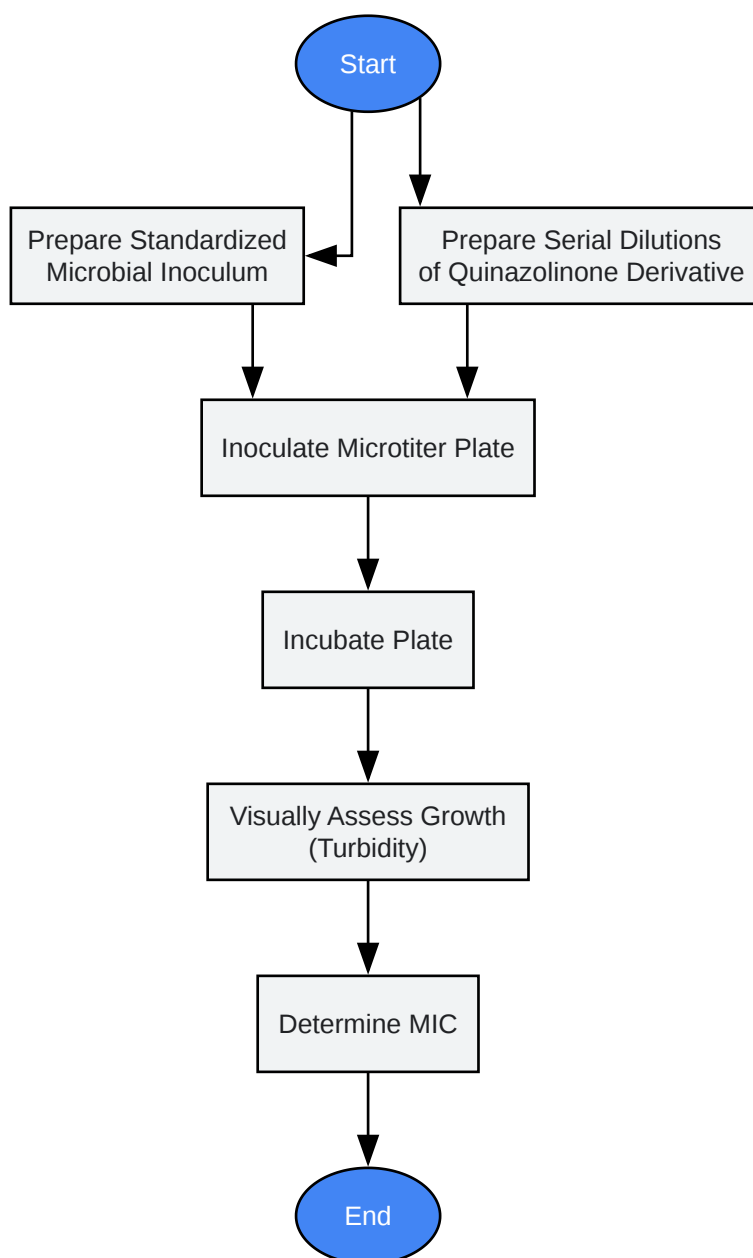 Start
Prepare Standardized
Microbial Inoculum
Prepare Serial Dilutions
of Quinazolinone Derivative
Inoculate Microtiter Plate
Incubate Plate
Visually Assess Growth
(Turbidity)
Determine MIC
End